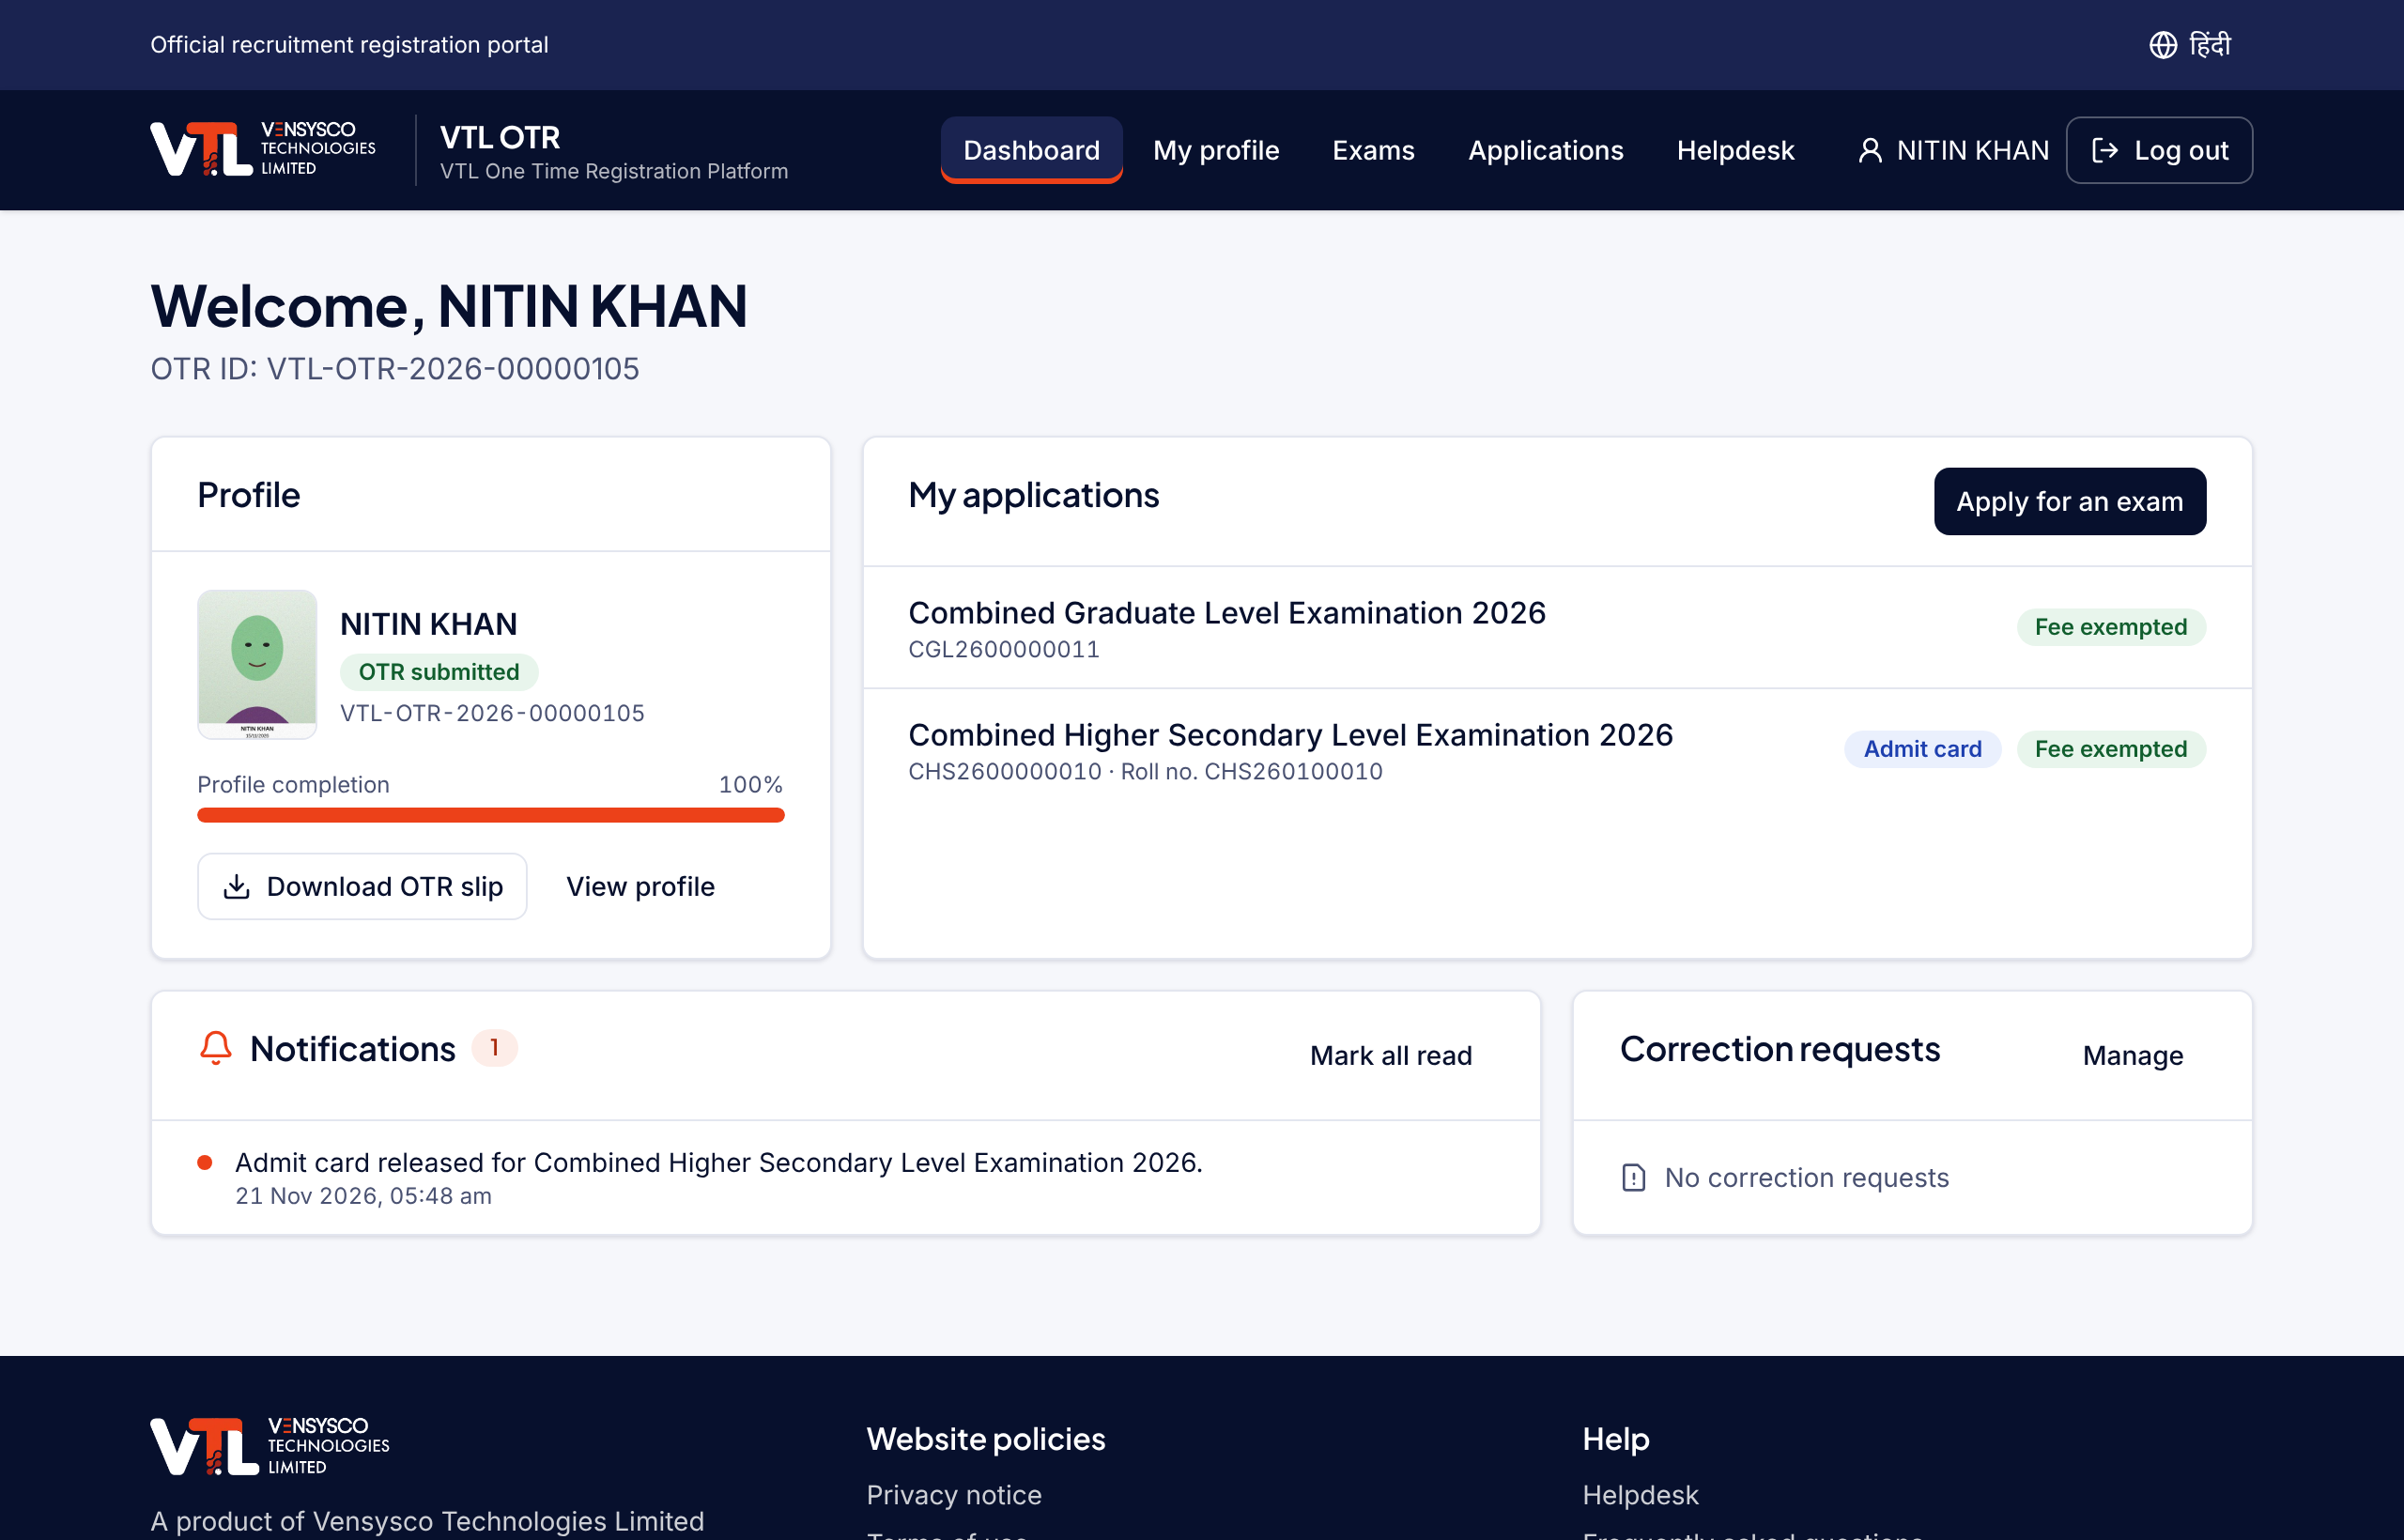 Official recruitment registration portal
हिंदी
VTL
VENSYSCO
TECHNOLOGIES
LIMITED
VTL OTR
VTL One Time Registration Platform
Dashboard
My profile
Exams
Applications
Helpdesk
NITIN KHAN
Log out
Welcome, NITIN KHAN
OTR ID: VTL-OTR-2026-00000105
Profile
NITIN KHAN
OTR submitted
VTL-OTR-2026-00000105
NITIN KHAN
Profile completion
100%
Download OTR slip
View profile
My applications
Apply for an exam
Combined Graduate Level Examination 2026
CGL2600000011
Fee exempted
Combined Higher Secondary Level Examination 2026
CHS2600000010 · Roll no. CHS260100010
Admit card
Fee exempted
Notifications
1
Mark all read
Admit card released for Combined Higher Secondary Level Examination 2026.
21 Nov 2026, 05:48 am
Correction requests
Manage
No correction requests
VTL
VENSYSCO
TECHNOLOGIES
LIMITED
A product of Vensysco Technologies Limited
Website policies
Privacy notice
Help
Helpdesk